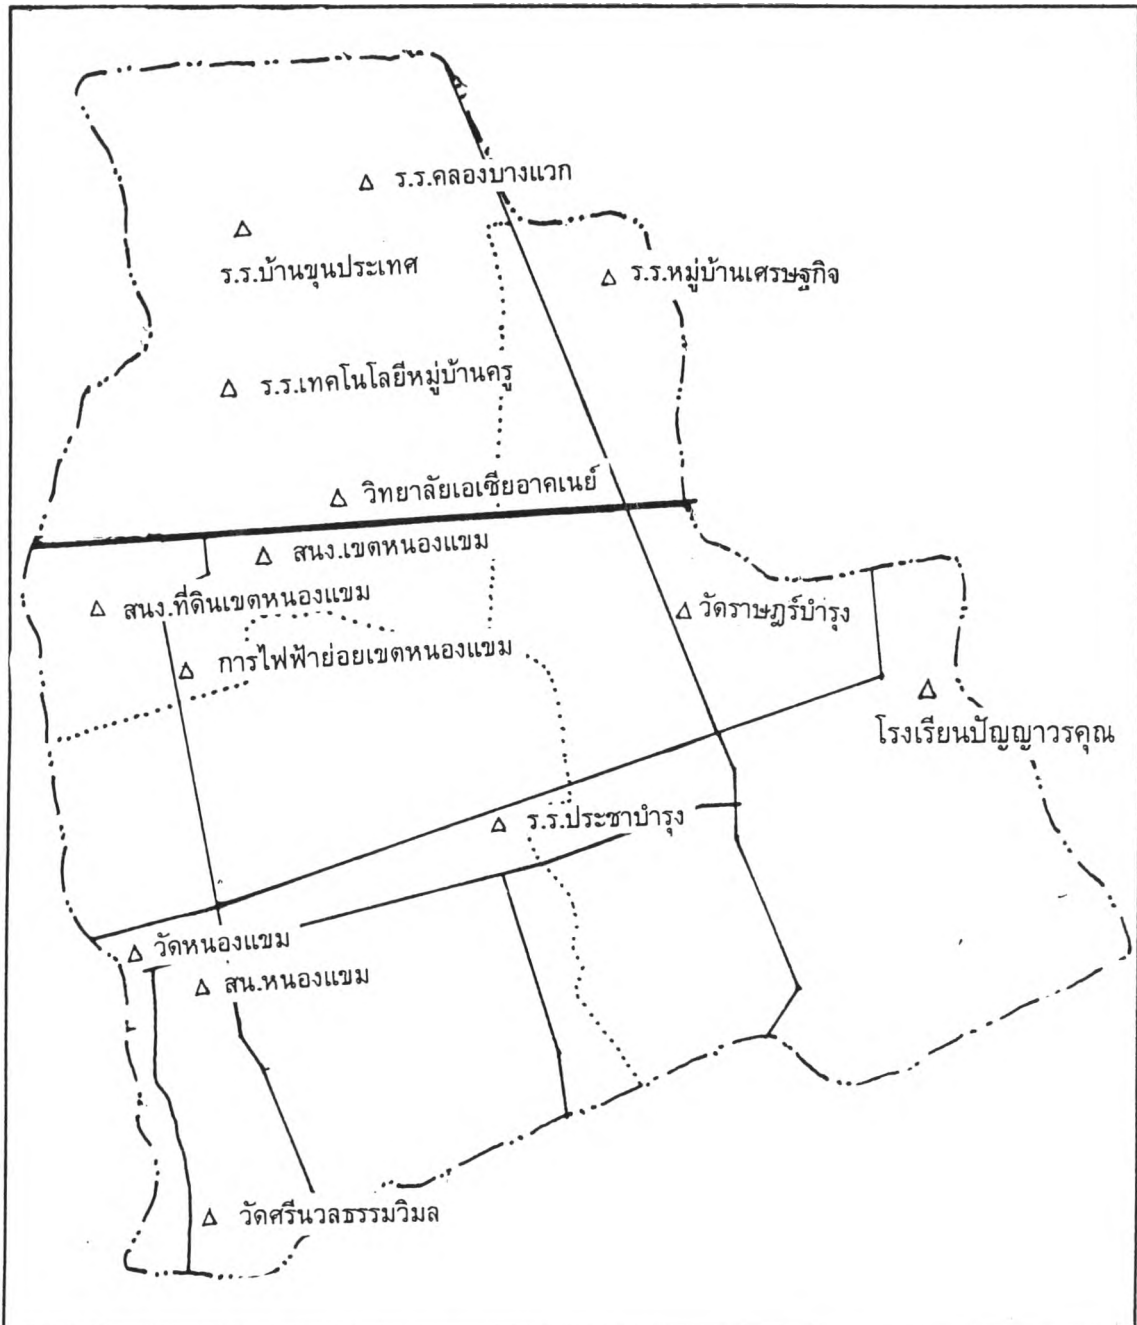 ร.ร.คลองบางแวก
ร.ร.บ้านขุนประเทศ
ร.ร.หมู่บ้านเศรษฐกิจ
ร.ร.เทคโนโลยีหมู่บ้านครู
วิทยาลัยเอเซียอาคเนย์
สนง.เขตหนองแขม
สนง.ที่ดินเขตหนองแขม
วัดราษฎร์บำรุง
การไฟฟ้าย่อยเขตหนองแขม
โรงเรียนปัญญาวรคุณ
ร.ร.ประชาบำรุง
วัดหนองแขม
สน.หนองแขม
วัดศรีนวลธรรมวิมล